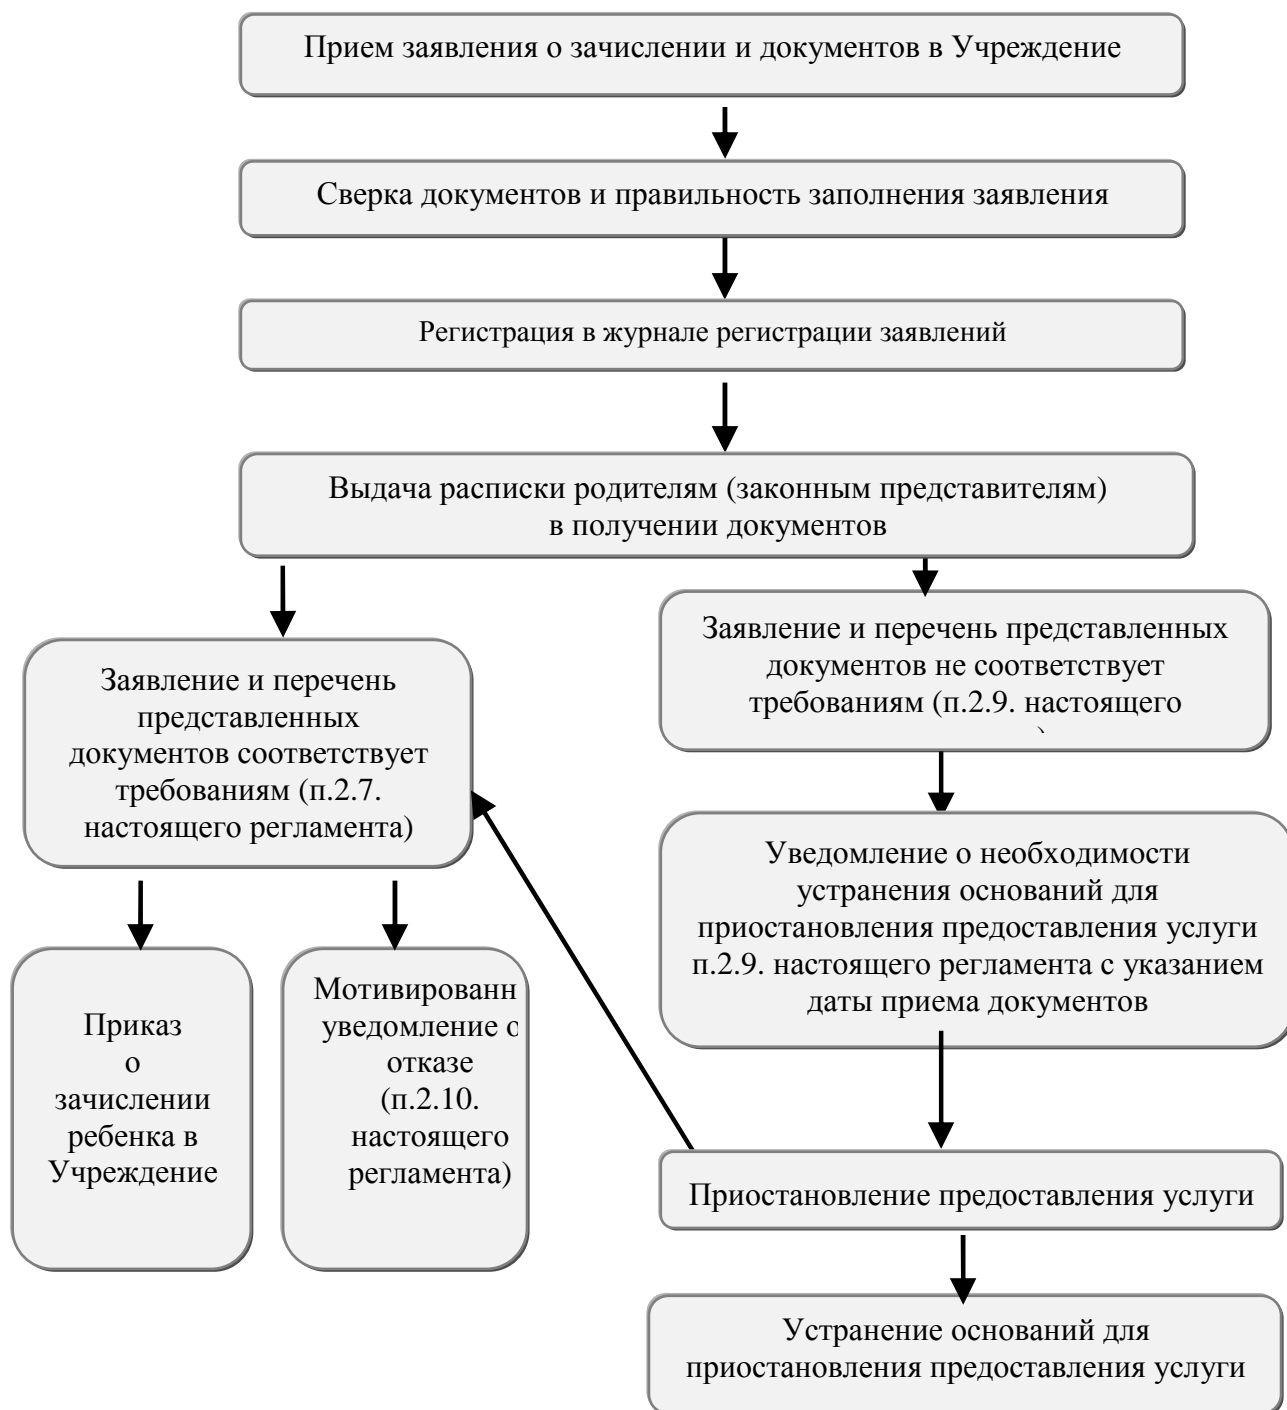 Прием заявления о зачислении и документов в Учреждение
Сверка документов и правильность заполнения заявления
Регистрация в журнале регистрации заявлений
Выдача расписки родителям (законным представителям)
в получении документов
Заявление и перечень
представленных
документов соответствует
требованиям (п.2.7.
настоящего регламента)
Заявление и перечень представленных
документов не соответствует
требованиям (п.2.9. настоящего
Уведомление о необходимости
устранения оснований для
приостановления предоставления услуги
п.2.9. настоящего регламента с указанием
даты приема документов
Приказ
о
зачислении
ребенка в
Учреждение
Мотивированн
уведомление о
отказе
(п.2.10.
настоящего
регламента)
Приостановление предоставления услуги
Устранение оснований для
приостановления предоставления услуги